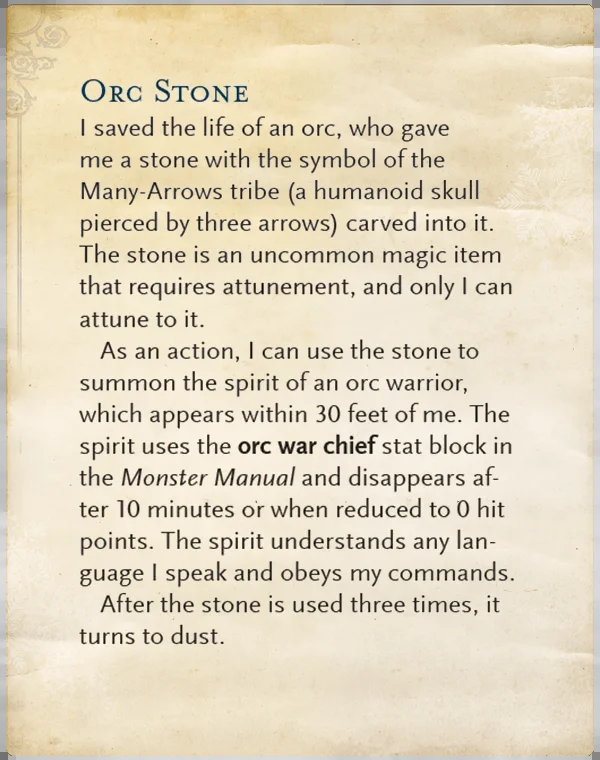 Orc Stone
I saved the life of an orc, who gave
me a stone with the symbol of the
Many-Arrows tribe (a humanoid skull
pierced by three arrows) carved into it.
The stone is an uncommon magic item
that requires attunement, and only I can
attune to it.
As an action, I can use the stone to
summon the spirit of an orc warrior,
which appears within 30 feet of me. The
spirit uses the orc war chief stat block in
the Monster Manual and disappears af-
ter 10 minutes or when reduced to 0 hit
points. The spirit understands any lan-
guage I speak and obeys my commands.
After the stone is used three times, it
turns to dust.